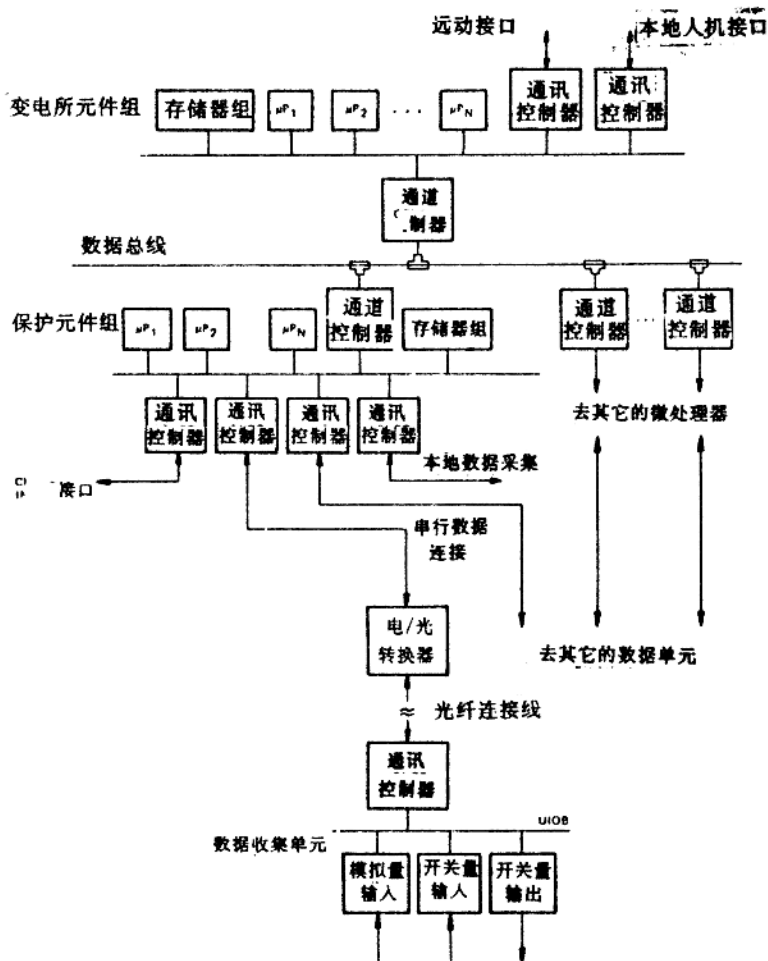 远动接口
本地人机接口
变电所元件组
存储器组
μP1
μP2
...
μPN
通讯
控制器
通讯
控制器
通道
制器
数据总线
保护元件组
μP1
μP2
μPN
通道
控制器
存储器组
通道
控制器
...
通道
控制器
通讯
控制器
通讯
控制器
通讯
控制器
通讯
控制器
去其它的微处理器
本地数据采集
接口
串行数据
连接
电/光
转换器
去其它的数据单元
≈
光纤连接线
通讯
控制器
UIOB
数据收集单元
模拟量
输入
开关量
输入
开关量
输出